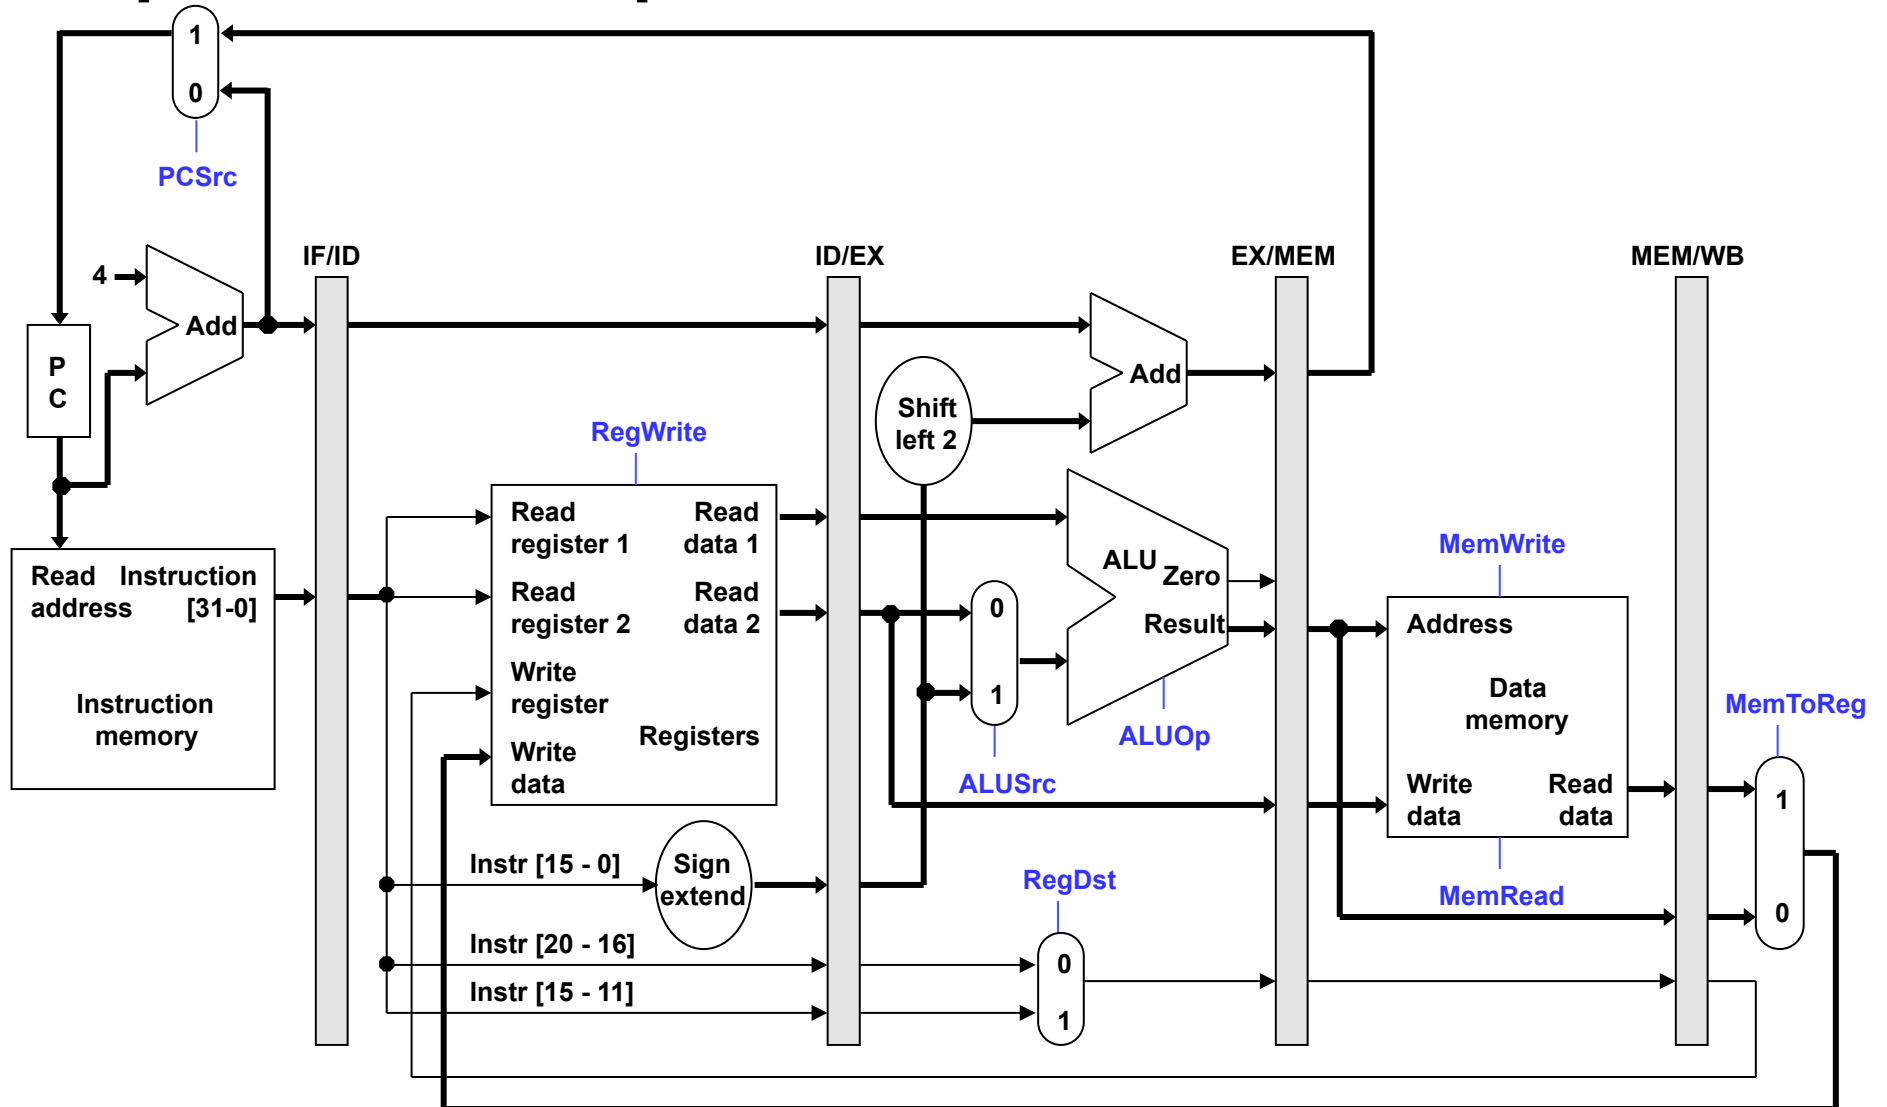 1
0
PCSrc
IF/ID
ID/EX
EX/MEM
MEM/WB
4
Add
P
C
Add
Shift
left 2
RegWrite
Read
address
Instruction
[31-0]
Instruction
memory
Read
register 1
Read
data 1
Read
register 2
Read
data 2
Write
register
Write
data
Registers
0
1
ALUSrc
ALU
Zero
Result
ALUOp
MemWrite
Address
Data
memory
Write
data
Read
data
MemRead
MemToReg
1
0
Instr [15 - 0]
Sign
extend
Instr [20 - 16]
Instr [15 - 11]
RegDst
0
1